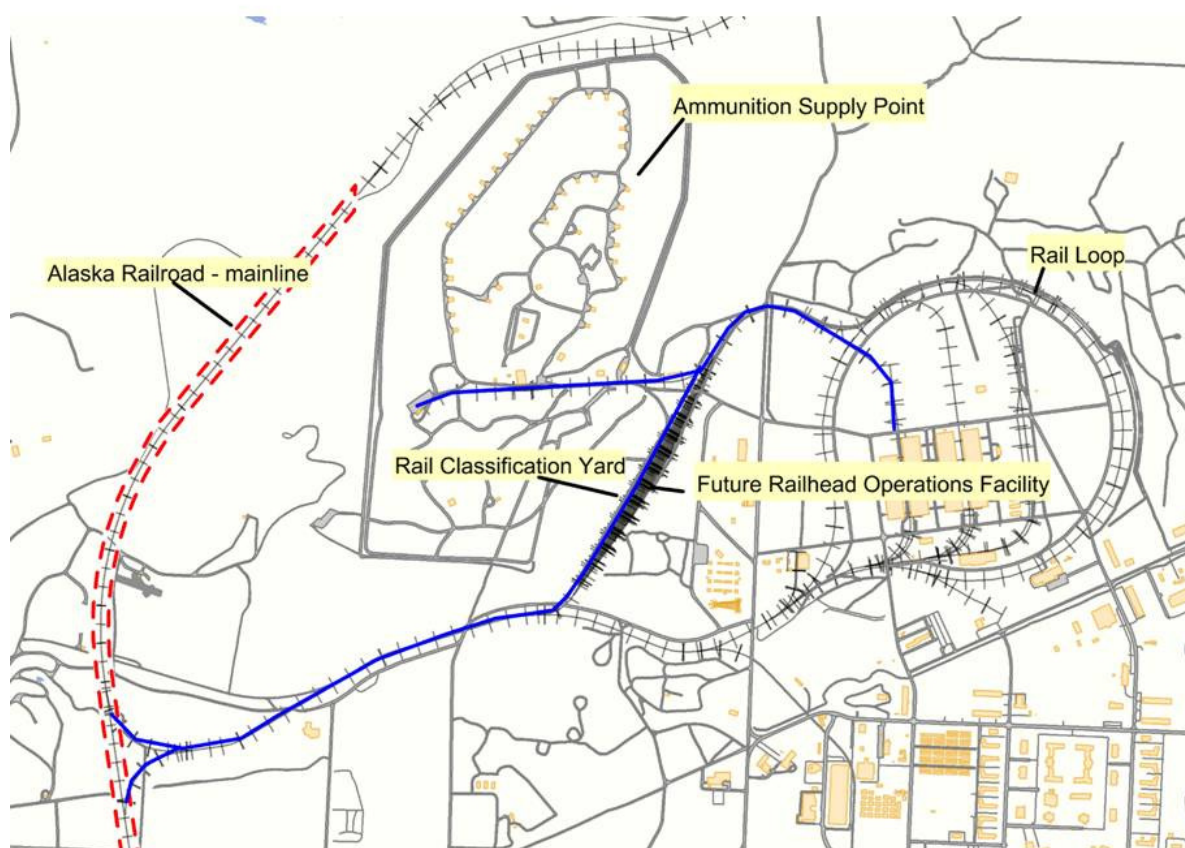 Ammunition Supply Point
Rail Loop
Alaska Railroad - mainline
Rail Classification Yard
Future Railhead Operations Facility